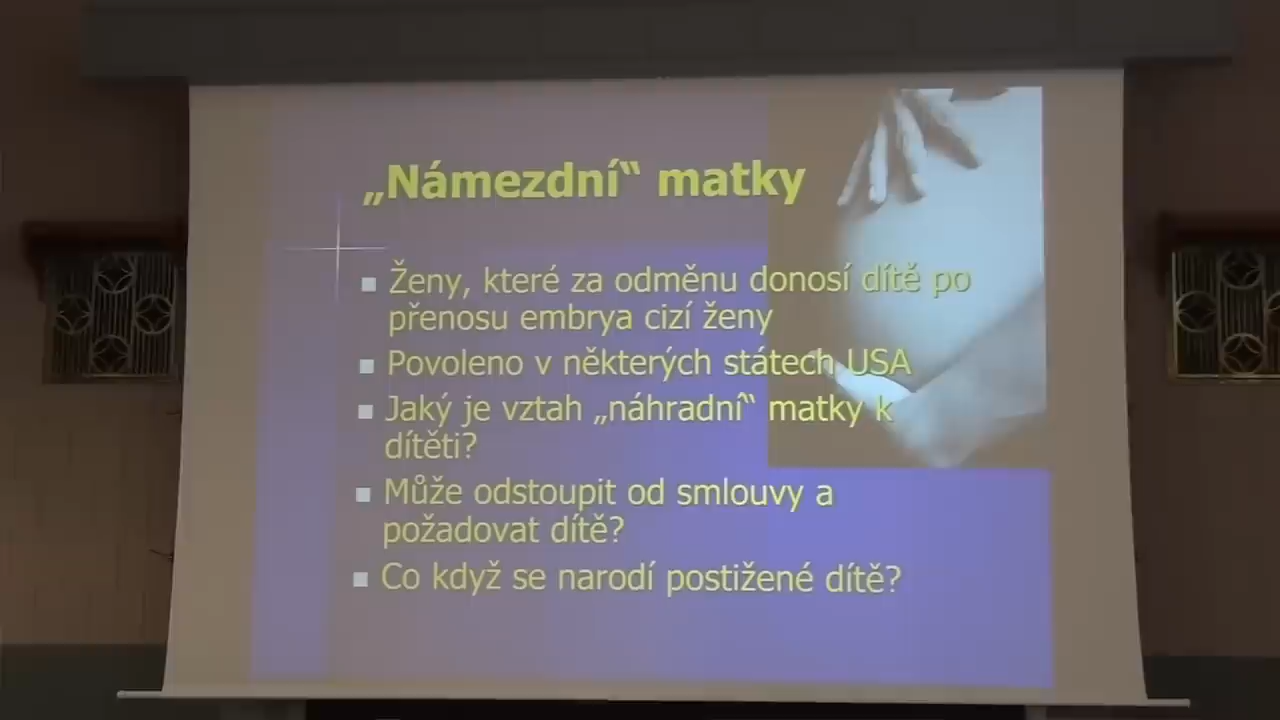 „Námezdní“ matky
Ženy, které za odměnu donosí dítě po
přenosu embrya cizí ženy
Povoleno v některých státech USA
Jaký je vztah „náhradní“ matky k
dítěti?
Může odstoupit od smlouvy a
požadovat dítě?
Co když se narodí postižené dítě?